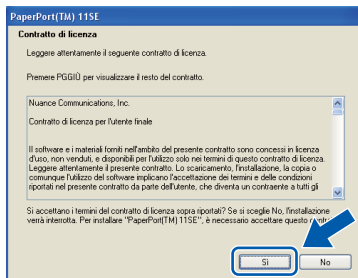 PaperPort(TM) 11SE
Contratto di licenza
Leggere attentamente il seguente contratto di licenza.
Premere PGGIÙ per visualizzare il resto del contratto.
Nuance Communications, Inc.
Contratto di licenza per l'utente finale
Il software e i materiali forniti nell'ambito del presente contratto sono concessi in licenza
d'uso, non venduti, e disponibili per l'utilizzo solo nei termini di questo contratto di licenza.
Leggere attentamente il presente contratto. Lo scaricamento, l'installazione, la copia o
comunque l'utilizzo del software implicano l'accettazione dei termini e delle condizioni
riportati nel presente contratto da parte dell'utente, che diventa un contraente a tutti gli
Si accettano i termini del contratto di licenza sopra riportati? Se si sceglie No, l'installazione
verrà interrotta. Per installare "PaperPort(TM) 11SE", è necessario accettare questo
Sì
No